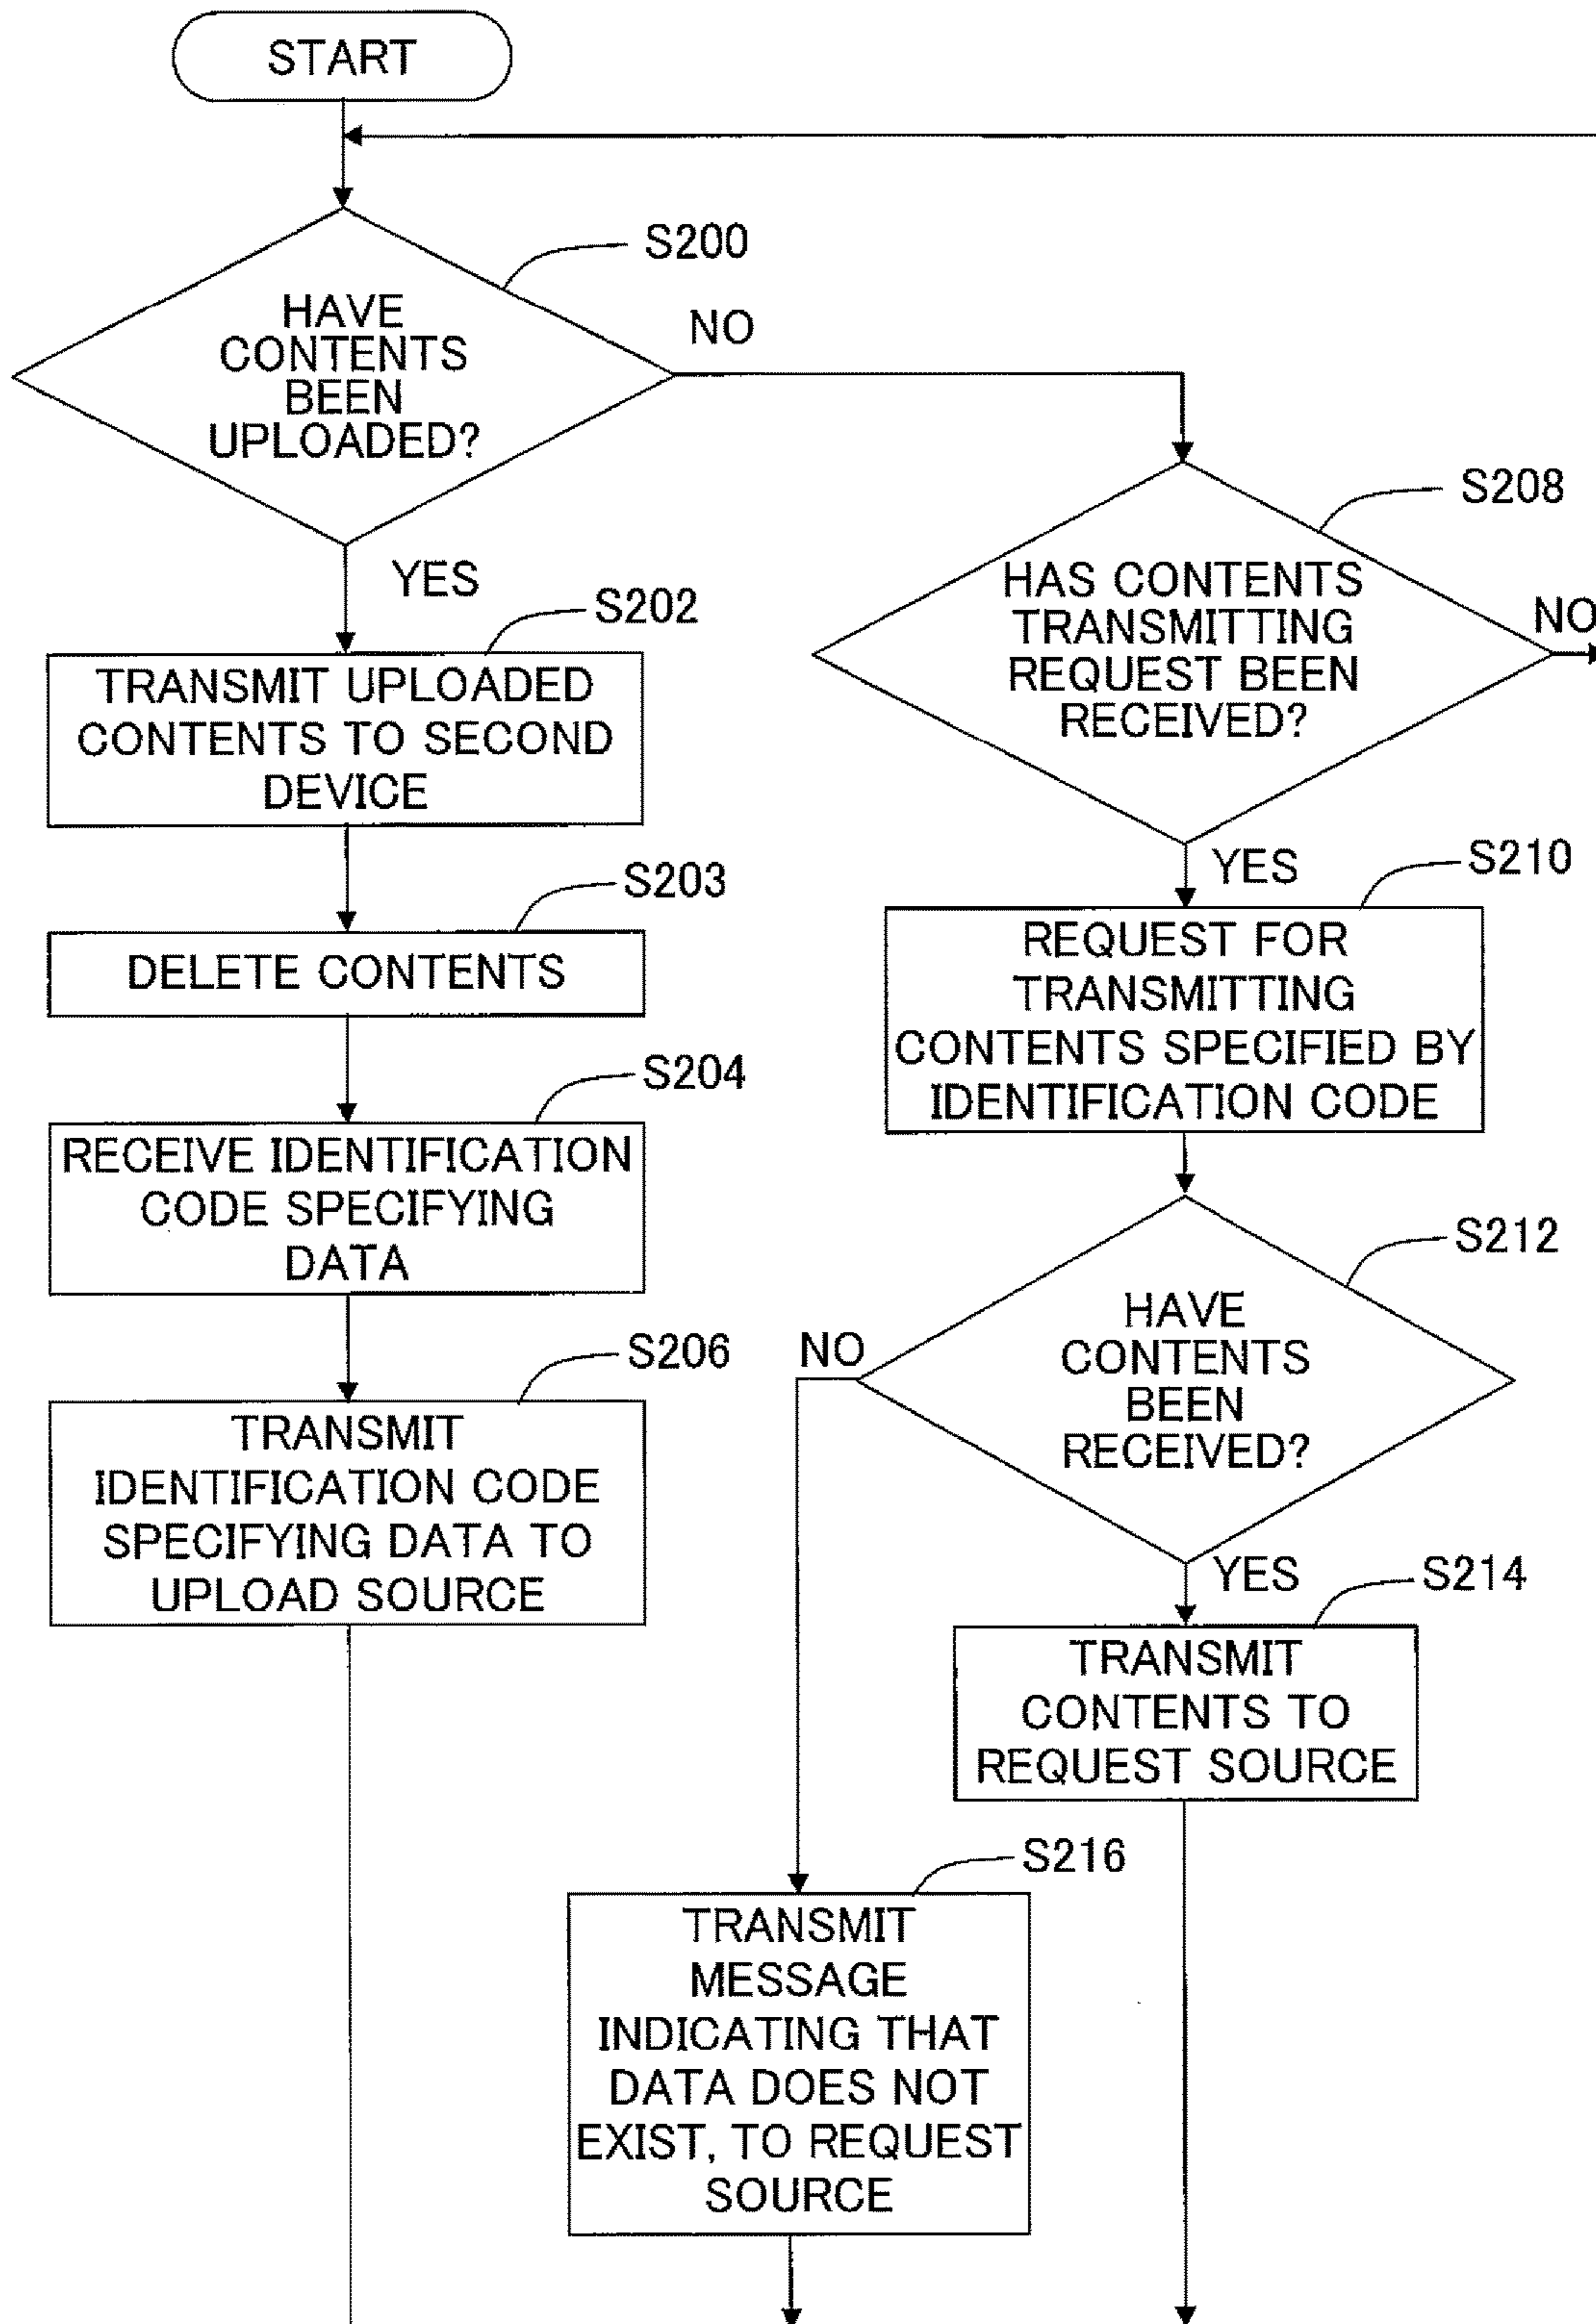 START
S200
HAVE
CONTENTS
BEEN
UPLOADED?
NO
YES
S202
TRANSMIT UPLOADED
CONTENTS TO SECOND
DEVICE
S203
DELETE CONTENTS
S204
RECEIVE IDENTIFICATION
CODE SPECIFYING
DATA
S206
TRANSMIT
IDENTIFICATION CODE
SPECIFYING DATA TO
UPLOAD SOURCE
S208
HAS CONTENTS
TRANSMITTING
REQUEST BEEN
RECEIVED?
NO
YES
S210
REQUEST FOR
TRANSMITTING
CONTENTS SPECIFIED BY
IDENTIFICATION CODE
S212
HAVE
CONTENTS
BEEN
RECEIVED?
NO
YES
S214
TRANSMIT
CONTENTS TO
REQUEST SOURCE
S216
TRANSMIT
MESSAGE
INDICATING THAT
DATA DOES NOT
EXIST, TO REQUEST
SOURCE